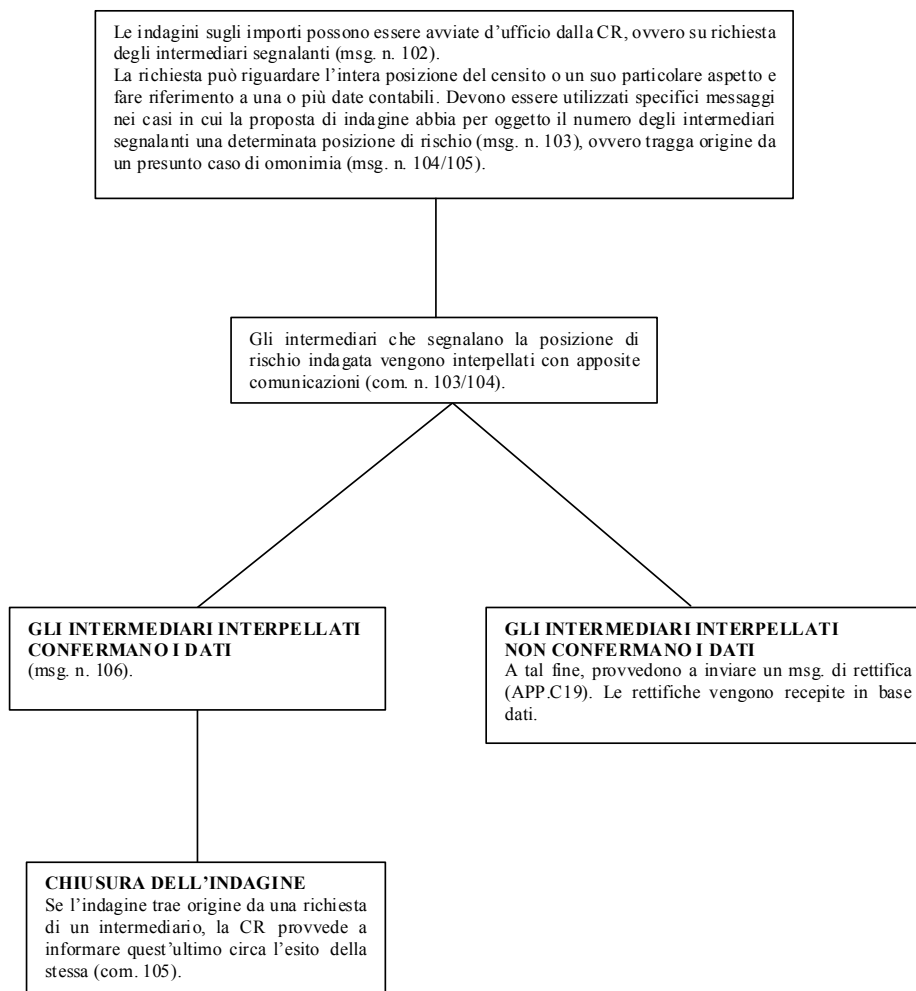 Le indagini sugli importi possono essere avviate d'ufficio dalla CR, ovvero su richiesta
degli intermediari segnalanti (msg. n. 102).
La richiesta può riguardare l'intera posizione del censito o un suo particolare aspetto e
fare riferimento a una o più date contabili. Devono essere utilizzati specifici messaggi
nei casi in cui la proposta di indagine abbia per oggetto il numero degli intermediari
segnalanti una determinata posizione di rischio (msg. n. 103), ovvero tragga origine da
un presunto caso di omonimia (msg. n. 104/105).
Gli intermediari che segnalano la posizione di
rischio indagata vengono interpellati con apposite
comunicazioni (com. n. 103/104).
GLI INTERMEDIARI INTERPELLATI
CONFERMANO I DATI
(msg. n. 106).
GLI INTERMEDIARI INTERPELLATI
NON CONFERMANO I DATI
A tal fine, provvedono a inviare un msg. di rettifica
(APP.C19). Le rettifiche vengono recepite in base
dati.
CHIUSURA DELL'INDAGINE
Se l'indagine trae origine da una richiesta
di un intermediario, la CR provvede a
informare quest'ultimo circa l'esito della
stessa (com. 105).